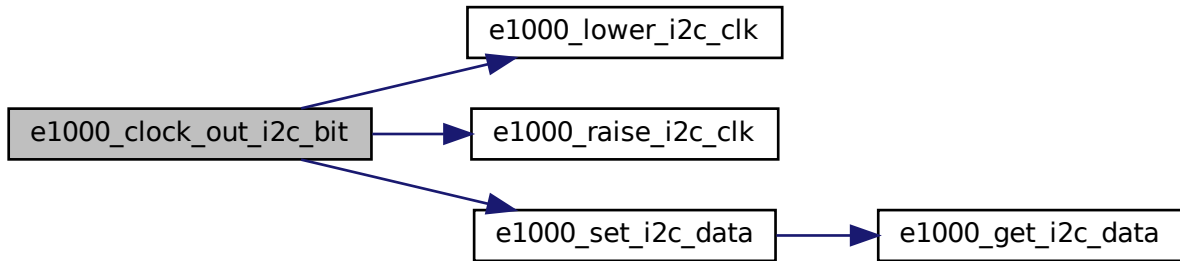 e1000_lower_i2c_clk
e1000_clock_out_i2c_bit
e1000_raise_i2c_clk
e1000_set_i2c_data
e1000_get_i2c_data